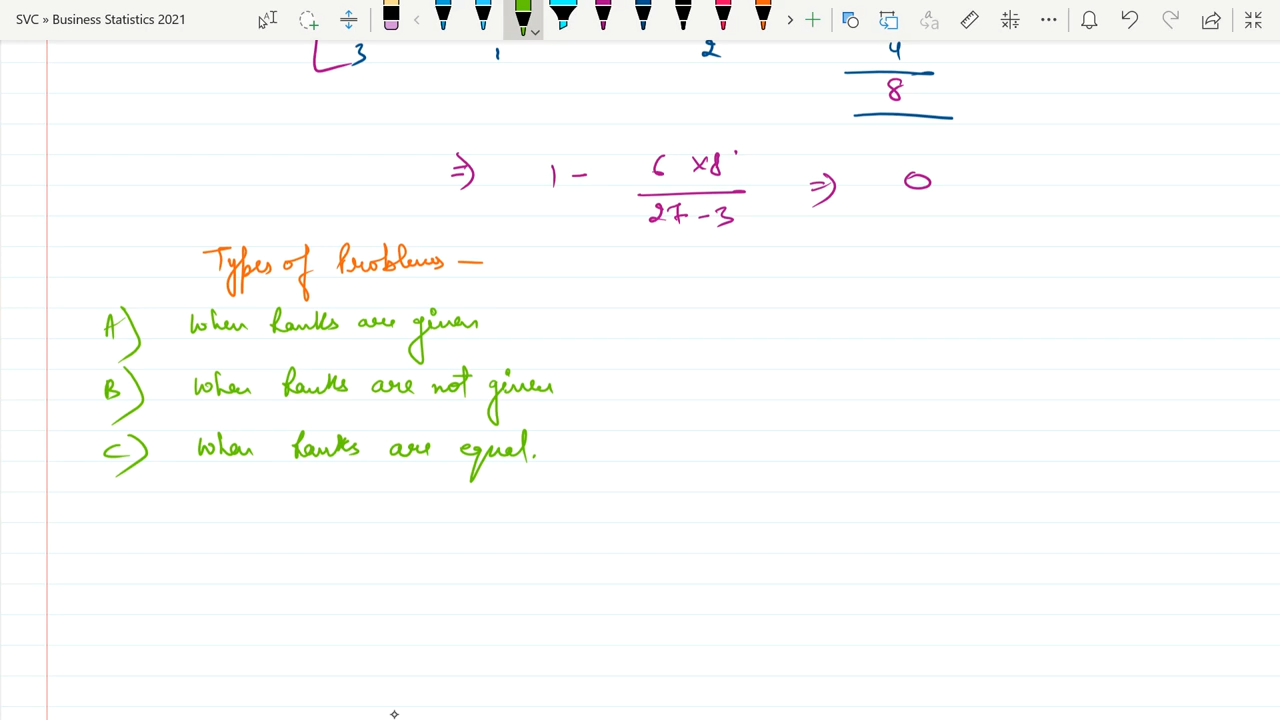 SVC » Business Statistics 2021
3 1 2 4
8
⇒ 1 - 6 × 8 / 27 - 3 ⇒ 0
Types of Problems —
A) When Ranks are given
B) When Ranks are not given
C) When Ranks are equal.